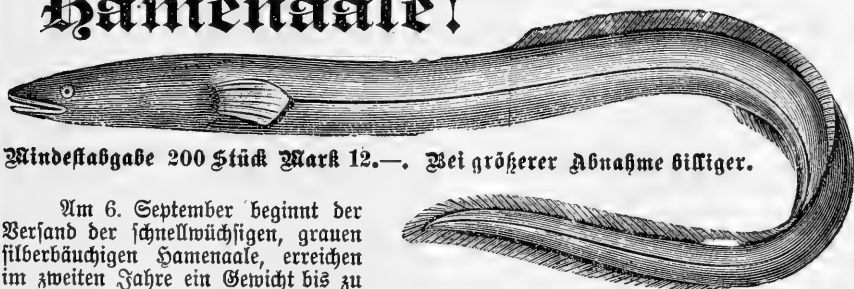 Hamenaale!
Mindestabgabe 200 Stück Mark 12.—. Bei größerer Abnahme billiger.
Am 6. September beginnt der
Versand der schnellwüchsigen, grauen
silberbäuchigen Hamenaale, erreichen
im zweiten Jahre ein Gewicht bis zu